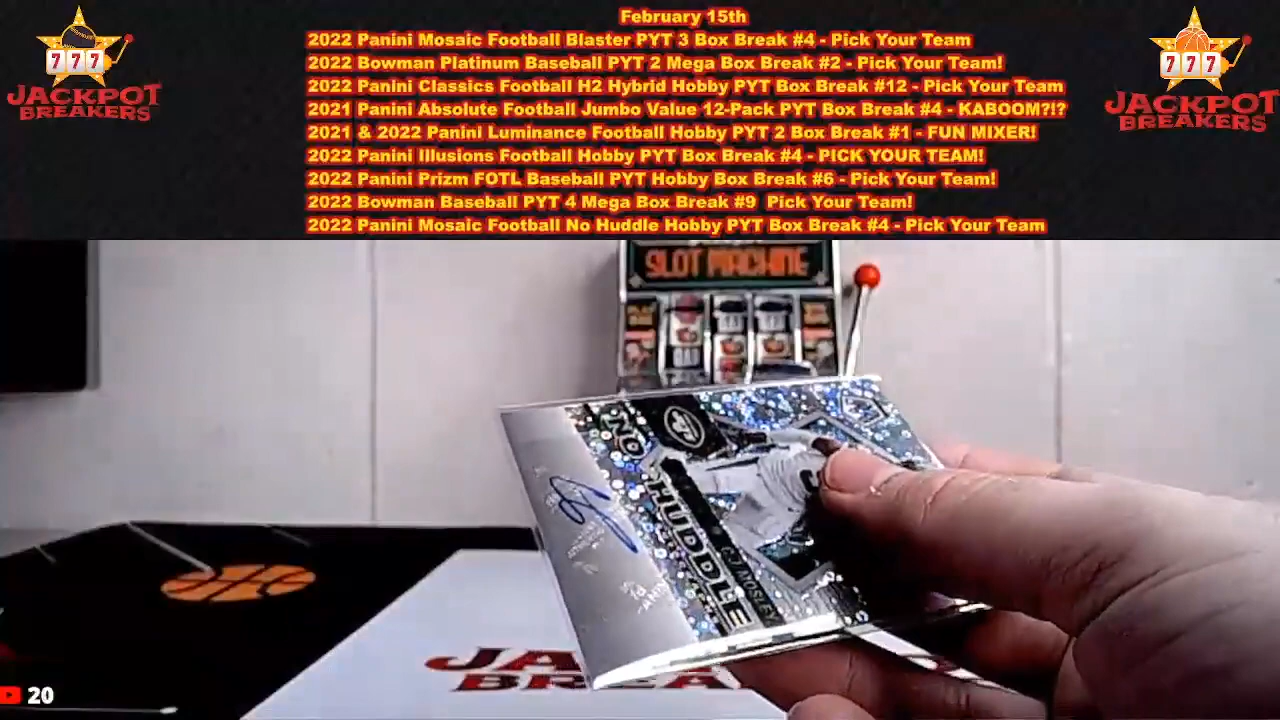 February 15th
2022 Panini Mosaic Football Blaster PYT 3 Box Break #4 - Pick Your Team
2022 Bowman Platinum Baseball PYT 2 Mega Box Break #2 - Pick Your Team!
2022 Panini Classics Football H2 Hybrid Hobby PYT Box Break #12 - Pick Your Team
2021 Panini Absolute Football Jumbo Value 12-Pack PYT Box Break #4 - KABOOM?!?
2021 & 2022 Panini Luminance Football Hobby PYT 2 Box Break #1 - FUN MIXER!
2022 Panini Illusions Football Hobby PYT Box Break #4 - PICK YOUR TEAM!
2022 Panini Prizm FOTL Baseball PYT Hobby Box Break #6 - Pick Your Team!
2022 Bowman Baseball PYT 4 Mega Box Break #9 Pick Your Team!
2022 Panini Mosaic Football No Huddle Hobby PYT Box Break #4 - Pick Your Team
777
JACKPOT
BREAKERS
777
JACKPOT
BREAKERS
SLOT MACHINE
NO
HUDDLE
C.J. MOSLEY
20